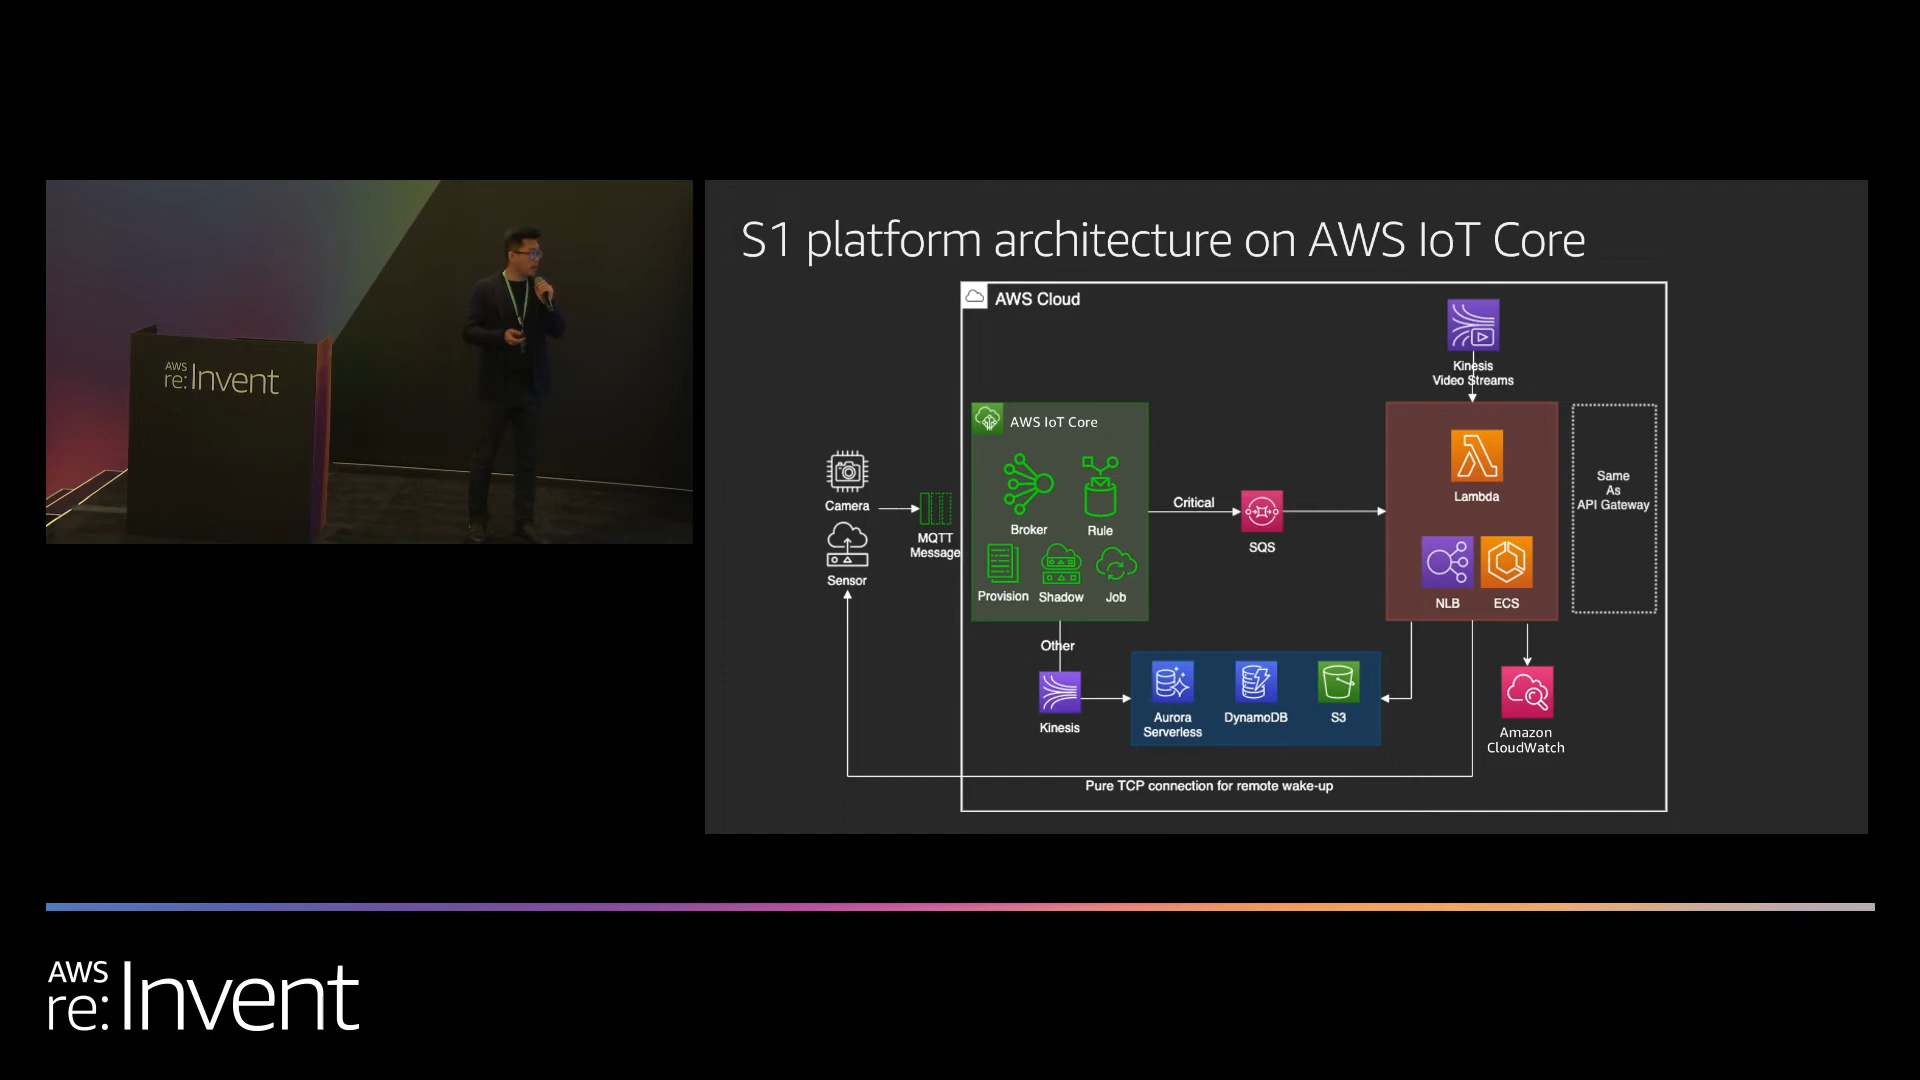 AWS
re:Invent
S1 platform architecture on AWS IoT Core
AWS Cloud
Kinesis
Video Streams
AWS IoT Core
Broker
Rule
Provision
Shadow
Job
Camera
Sensor
MQTT
Message
Critical
SQS
Lambda
NLB
ECS
Same
As
API Gateway
Other
Kinesis
Aurora
Serverless
DynamoDB
S3
Amazon
CloudWatch
Pure TCP connection for remote wake-up
AWS
re:Invent